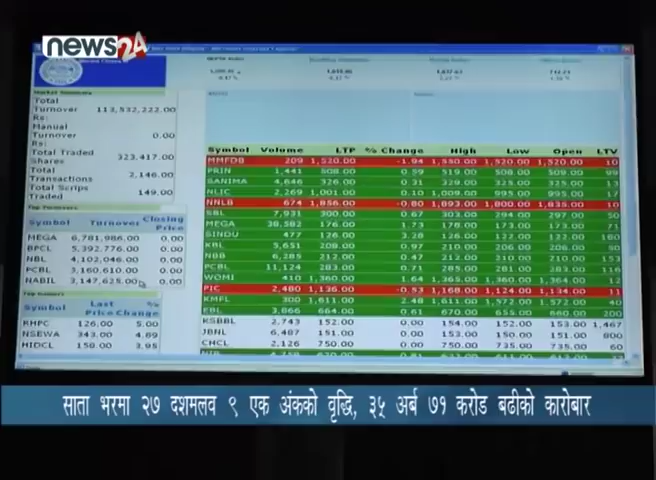 news24
Market Summary
Total
Turnover 113,532,222.00
Rs:
Manual
Turnover 0.00
Rs:
Total Traded
Shares 323,417.00
Total
Transactions 2,146.00
Total Scrips
Traded 149.00
Top Turnovers
Symbol Turnover Closing Price
MEGA 6,781,986.00 0.00
BPCL 5,392,776.00 0.00
NBL 4,102,046.00 0.00
PCBL 3,160,610.00 0.00
NABIL 3,147,628.00 0.00
Top Gainers
Symbol Last Price % Change
KHPC 126.00 5.00
NSEWA 343.00 4.89
HIDCL 158.00 3.95
Symbol Volume LTP % Change High Low Open LTV
MMFDB 209 1,520.00 -1.94 1,550.00 1,520.00 1,520.00 10
PRIN 1,441 508.00 0.59 519.00 508.00 509.00 99
SANIMA 4,646 326.00 0.31 329.00 325.00 325.00 13
NLIC 2,269 1,001.00 0.10 1,009.00 995.00 995.00 17
NNLB 674 1,856.00 -0.80 1,893.00 1,800.00 1,835.00 10
SBL 7,931 300.00 0.67 303.00 294.00 297.00 50
MEGA 38,582 176.00 1.73 178.00 173.00 173.00 71
SINDU 477 126.00 3.28 126.00 122.00 122.00
KBL 5,651 208.00 0.97 210.00 206.00 206.00
NBB 6,285 212.00 0.47 212.00 210.00 210.00 153
PCBL 11,124 283.00 0.71 285.00 281.00 283.00 116
WOMI 410 1,360.00 1.64 1,365.00 1,360.00 1,364.00 12
PIC 2,480 1,136.00 -0.53 1,168.00 1,124.00 1,134.00 11
KMFL 300 1,611.00 2.48 1,611.00 1,572.00 1,572.00 40
EBL 3,866 664.00 0.61 670.00 655.00 660.00 200
KSBBL 2,743 152.00 0.00 154.00 152.00 153.00 1,467
JBNL 6,487 151.00 0.00 153.00 150.00 151.00 800
CHCL 2,126 750.00 0.00 750.00 735.00 735.00 60
साता भरमा २७ दशमलव ९ एक अंकको वृद्धि, ३५ अर्ब ७१ करोड बढीको कारोबार